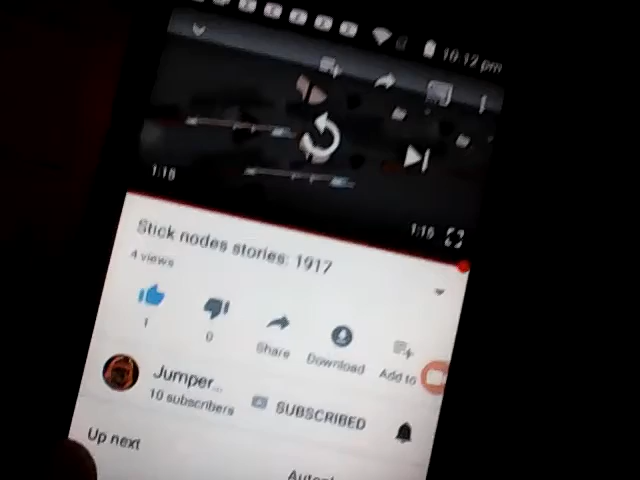 10:12 pm
1:16
1:16
Stick nodes stories: 1917
4 views
1
0
Share
Download
Add to
Jumper...
10 subscribers
SUBSCRIBED
Up next